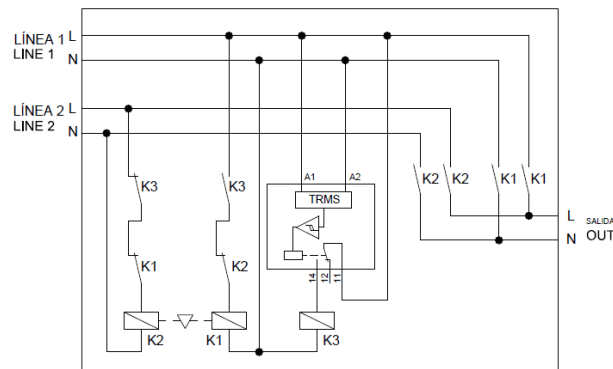 LÍNEA 1 L
LINE 1 N
LÍNEA 2 L
LINE 2 N
K3 K3 A1 A2 K2 K2 K1 K1
TRMS
L SALIDA
N OUT
K1 K2
14 12 11
K2 K1 K3